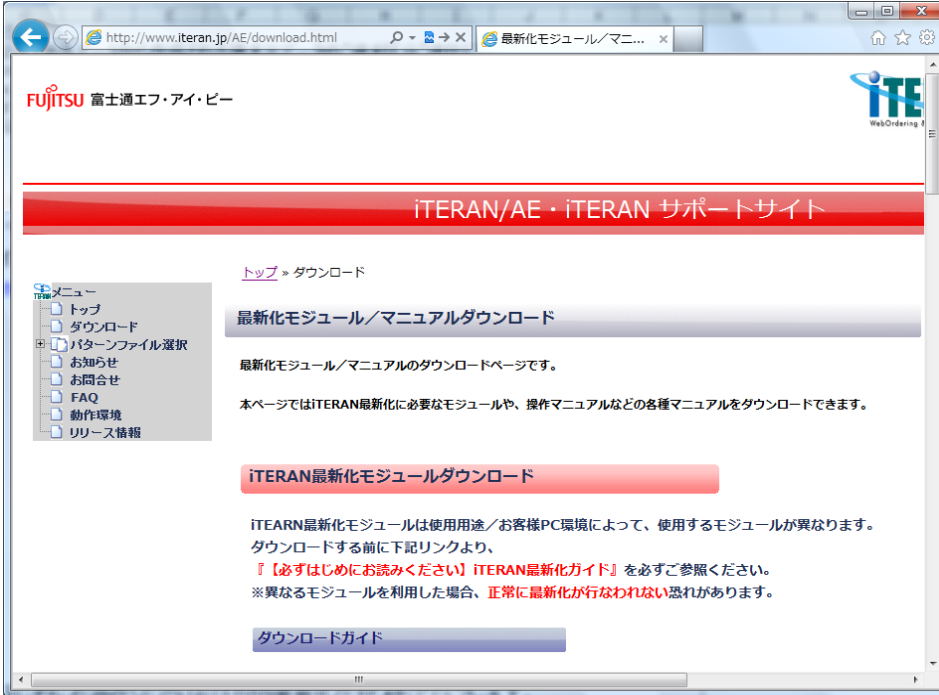 http://www.iteran.jp/AE/download.html
最新化モジュール／マニ...
FUJITSU 富士通エフ・アイ・ビー
iTE
WebOrdering
iTERAN/AE・iTERAN サポートサイト
トップ » ダウンロード
メニュー
トップ
ダウンロード
パターンファイル選択
お知らせ
お問合せ
FAQ
動作環境
リリース情報
最新化モジュール／マニュアルダウンロード
最新化モジュール／マニュアルのダウンロードページです。
本ページではiTERAN最新化に必要なモジュールや、操作マニュアルなどの各種マニュアルをダウンロードできます。
iTERAN最新化モジュールダウンロード
iTEARN最新化モジュールは使用用途／お客様PC環境によって、使用するモジュールが異なります。
ダウンロードする前に下記リンクより、
『【必ずはじめにお読みください】iTERAN最新化ガイド』を必ずご参照ください。
※異なるモジュールを利用した場合、正常に最新化が行なわれない恐れがあります。
ダウンロードガイド